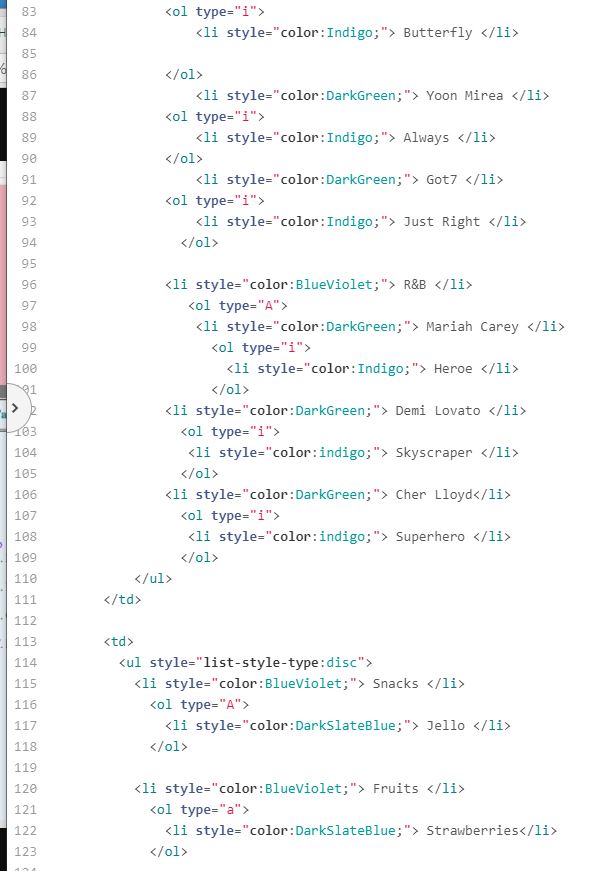 83 <ol type="i">
84 <li style="color:Indigo;"> Butterfly </li>
85
86 </ol>
87 <li style="color:DarkGreen;"> Yoon Mirea </li>
88 <ol type="i">
89 <li style="color:Indigo;"> Always </li>
90 </ol>
91 <li style="color:DarkGreen;"> Got7 </li>
92 <ol type="i">
93 <li style="color:Indigo;"> Just Right </li>
94 </ol>
95
96 <li style="color:BlueViolet;"> R&B </li>
97 <ol type="A">
98 <li style="color:DarkGreen;"> Mariah Carey </li>
99 <ol type="i">
100 <li style="color:Indigo;"> Heroe </li>
01 </ol>
2 <li style="color:DarkGreen;"> Demi Lovato </li>
103 <ol type="i">
104 <li style="color:indigo;"> Skyscraper </li>
105 </ol>
106 <li style="color:DarkGreen;"> Cher Lloyd</li>
107 <ol type="i">
108 <li style="color:indigo;"> Superhero </li>
109 </ol>
110 </ul>
111 </td>
112
113 <td>
114 <ul style="list-style-type:disc">
115 <li style="color:BlueViolet;"> Snacks </li>
116 <ol type="A">
117 <li style="color:DarkSlateBlue;"> Jello </li>
118 </ol>
119
120 <li style="color:BlueViolet;"> Fruits </li>
121 <ol type="a">
122 <li style="color:DarkSlateBlue;"> Strawberries</li>
123 </ol>